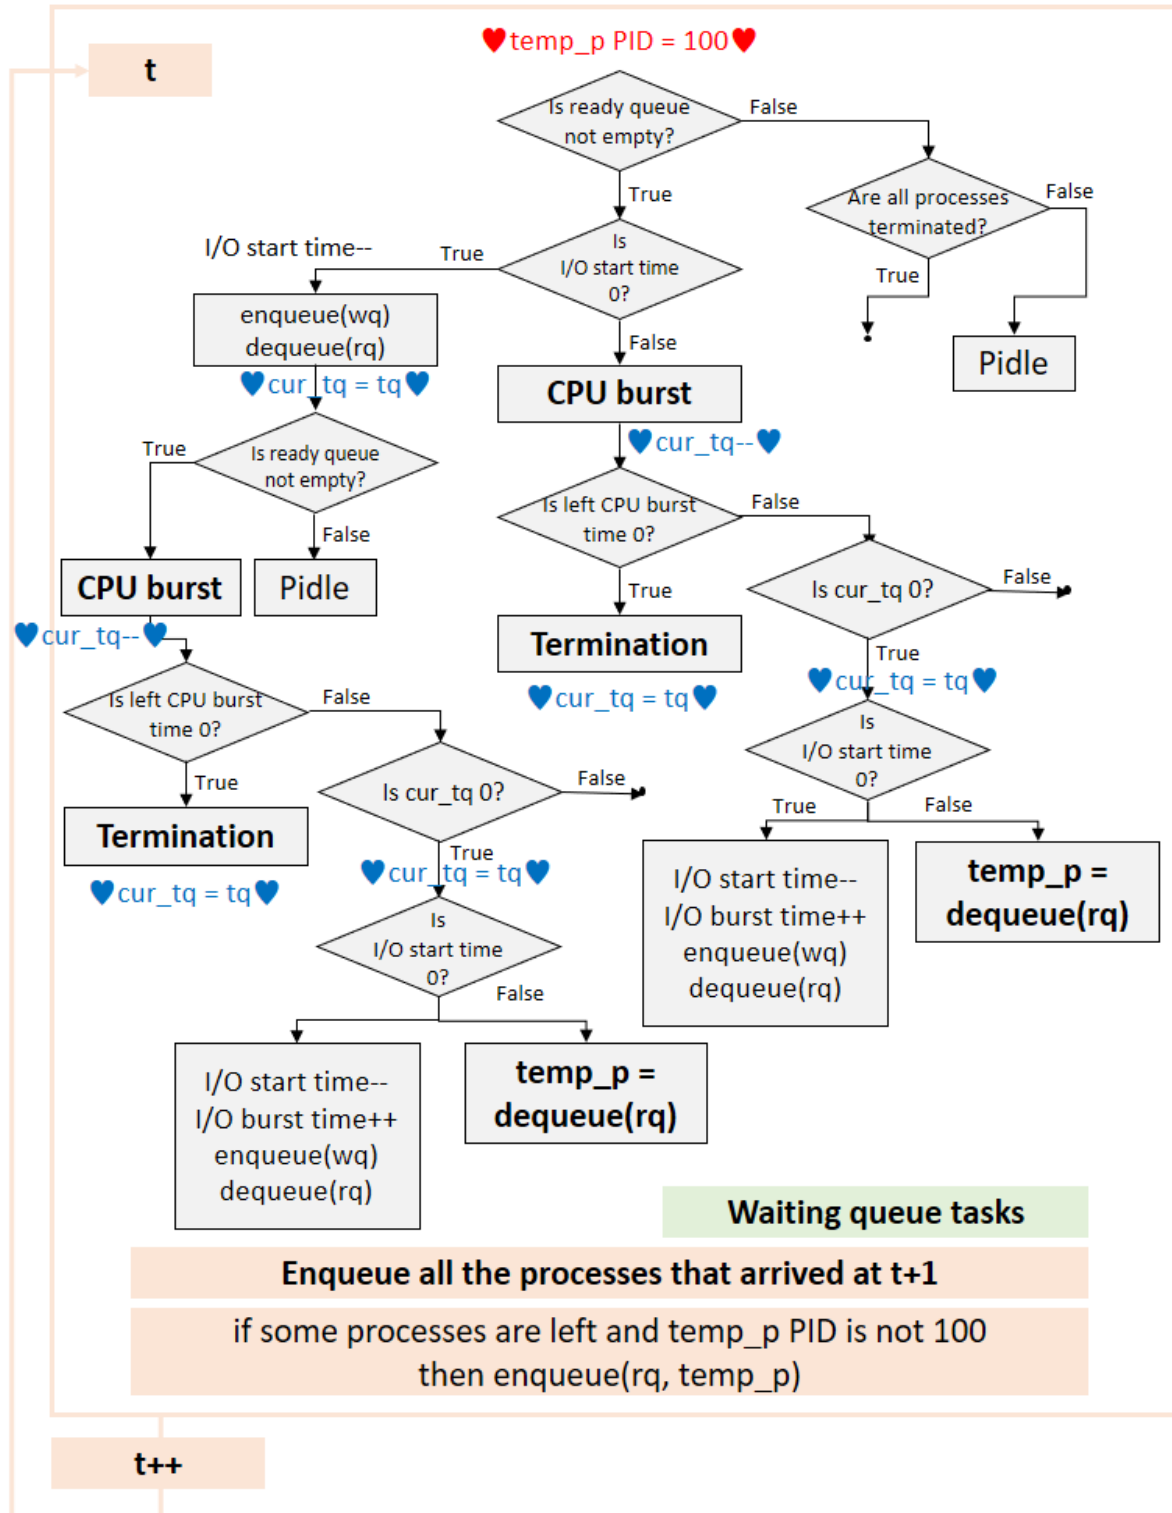 ♥temp_p PID = 100♥
t
Is ready queue
not empty?
False
True
Are all processes
terminated?
False
True
Pidle
I/O start time--
True
Is
I/O start time
0?
False
enqueue(wq)
dequeue(rq)
♥cur_tq = tq♥
CPU burst
♥cur_tq--♥
True
Is ready queue
not empty?
False
CPU burst
Pidle
Is left CPU burst
time 0?
False
True
Is cur_tq 0?
False
♥cur_tq--♥
Termination
♥cur_tq = tq♥
True
♥cur_tq = tq♥
Is left CPU burst
time 0?
False
True
Is
I/O start time
0?
Is cur_tq 0?
False
True
False
Termination
♥cur_tq = tq♥
True
♥cur_tq = tq♥
I/O start time--
I/O burst time++
enqueue(wq)
dequeue(rq)
temp_p =
dequeue(rq)
Is
I/O start time
0?
False
I/O start time--
I/O burst time++
enqueue(wq)
dequeue(rq)
temp_p =
dequeue(rq)
Waiting queue tasks
Enqueue all the processes that arrived at t+1
if some processes are left and temp_p PID is not 100
then enqueue(rq, temp_p)
t++